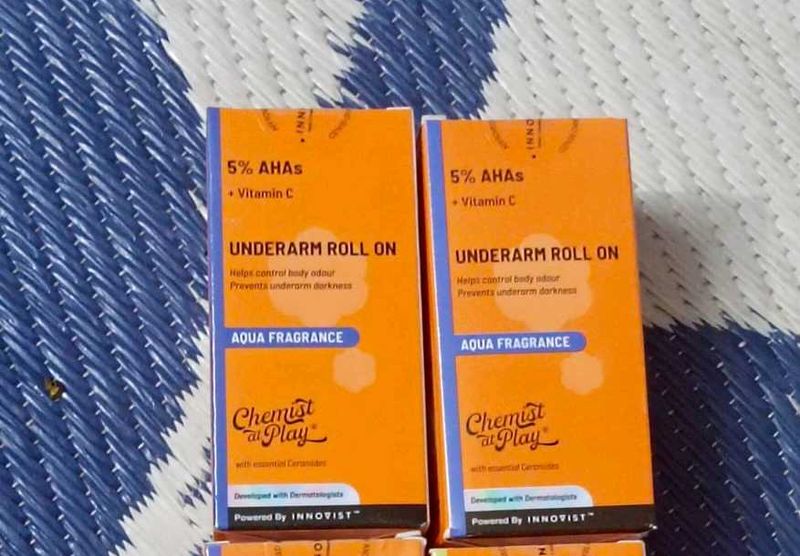 5% AHAs
+ Vitamin C
UNDERARM ROLL ON
Helps control body odour
Prevents underarm darkness
AQUA FRAGRANCE
Chemist
at Play®
with essential Ceramides
Developed with Dermatologists
Powered By INNOVIST™
5% AHAs
+ Vitamin C
UNDERARM ROLL ON
Helps control body odour
Prevents underarm darkness
AQUA FRAGRANCE
Chemist
at Play®
with essential Ceramides
Developed with Dermatologists
Powered By INNOVIST™